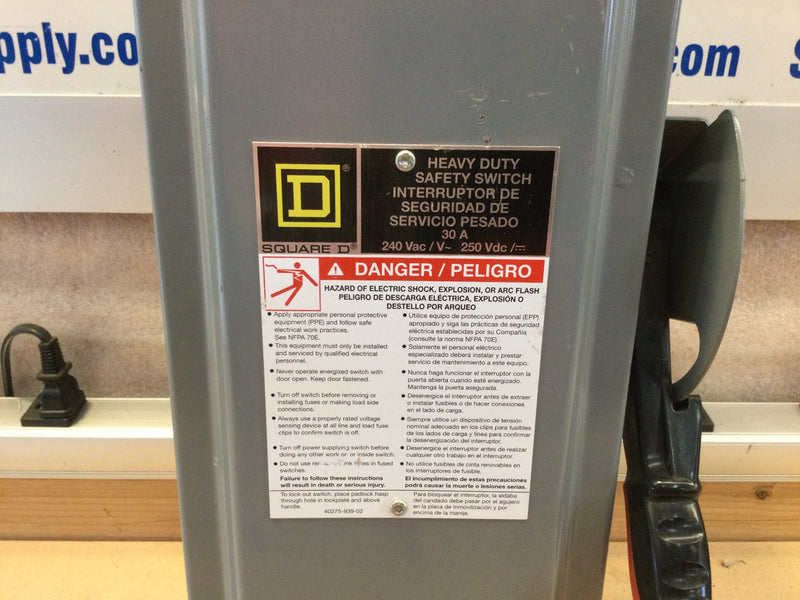 pply.co
.com
S
D
®
SQUARE D®
HEAVY DUTY
SAFETY SWITCH
INTERRUPTOR DE
SEGURIDAD DE
SERVICIO PESADO
30 A
240 Vac / V~ 250 Vdc /⎓
DANGER / PELIGRO
HAZARD OF ELECTRIC SHOCK, EXPLOSION, OR ARC FLASH
PELIGRO DE DESCARGA ELÉCTRICA, EXPLOSIÓN O
DESTELLO POR ARQUEO
• Apply appropriate personal protective
equipment (PPE) and follow safe
electrical work practices.
See NFPA 70E.
• This equipment must only be installed
and serviced by qualified electrical
personnel.
• Never operate energized switch with
door open. Keep door fastened.
• Turn off switch before removing or
installing fuses or making load side
connections.
• Always use a properly rated voltage
sensing device at all line and load fuse
clips to confirm switch is off.
• Turn off power supplying switch before
doing any other work on or inside switch.
• Do not use fuses in fused
switches.
Failure to follow these instructions
will result in death or serious injury.
To lock out switch, place padlock hasp
through hole in lockplate and above
handle.
40275-939-02
• Utilice equipo de protección personal (EPP)
apropiado y siga las prácticas de seguridad
eléctrica establecidas por su Compañía
(consulte la norma NFPA 70E).
• Solamente el personal eléctrico
especializado deberá instalar y prestar
servicio de mantenimiento a este equipo.
• Nunca haga funcionar el interruptor con la
puerta abierta cuando esté energizado.
Mantenga la puerta asegurada.
• Desenergice el interruptor antes de extraer
o instalar fusibles o de hacer conexiones
en el lado de carga.
• Siempre utilice un dispositivo de tensión
nominal adecuado en los clips para fusibles
de los lados de carga y línea para confirmar
la desenergización del interruptor.
• Desenergice el interruptor antes de realizar
cualquier otro trabajo en el interruptor.
• No utilice fusibles de cinta renovables en
los interruptores de fusible.
El incumplimiento de estas precauciones
podrá causar la muerte o lesiones serias.
Para bloquear el interruptor, la aldaba
del candado debe pasar por el agujero
en la placa de inmovilización y por
encima de la manija.